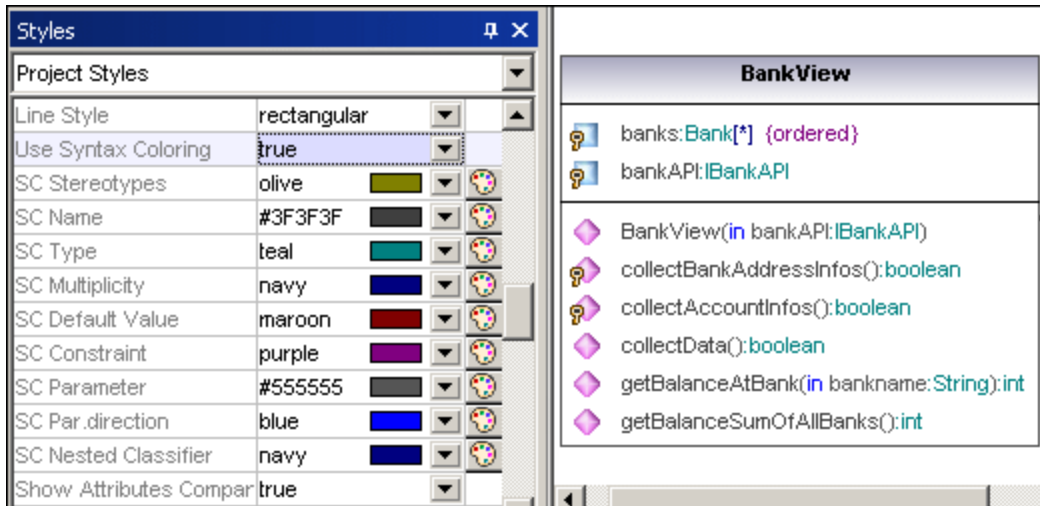 Styles
Project Styles
Line Style rectangular
Use Syntax Coloring true
SC Stereotypes olive
SC Name #3F3F3F
SC Type teal
SC Multiplicity navy
SC Default Value maroon
SC Constraint purple
SC Parameter #555555
SC Par.direction blue
SC Nested Classifier navy
Show Attributes Compar true
BankView
banks:Bank[*] {ordered}
bankAPI:IBankAPI
BankView(in bankAPI:IBankAPI)
collectBankAddressInfos():boolean
collectAccountInfos():boolean
collectData():boolean
getBalanceAtBank(in bankname:String):int
getBalanceSumOfAllBanks():int